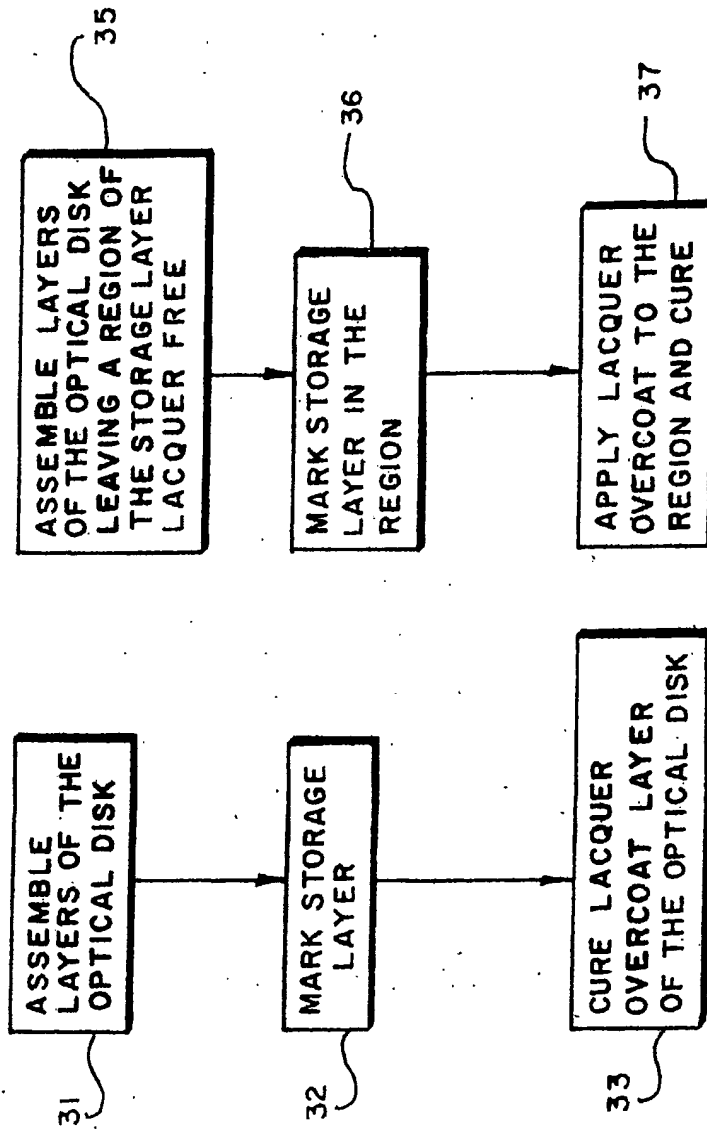 31
ASSEMBLE
LAYERS OF THE
OPTICAL DISK
32
MARK STORAGE
LAYER
33
CURE LACQUER
OVERCOAT LAYER
OF THE OPTICAL DISK
35
ASSEMBLE LAYERS
OF THE OPTICAL DISK
LEAVING A REGION OF
THE STORAGE LAYER
LACQUER FREE
36
MARK STORAGE
LAYER IN THE
REGION
37
APPLY LACQUER
OVERCOAT TO THE
REGION AND CURE